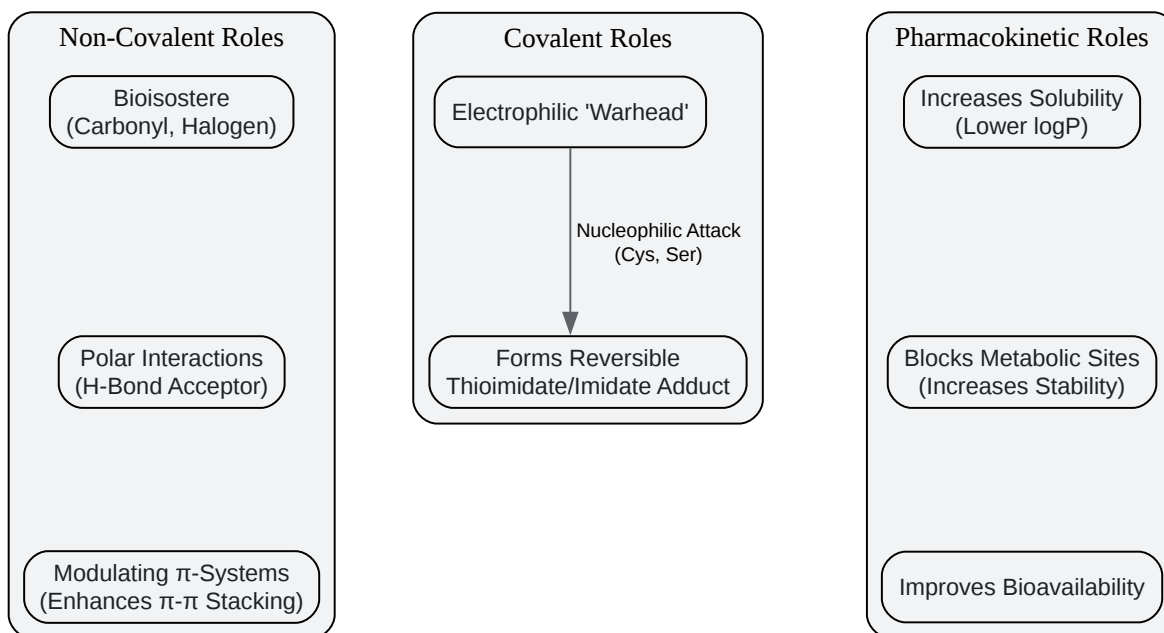 Non-Covalent Roles
Bioisostere
(Carbonyl, Halogen)
Polar Interactions
(H-Bond Acceptor)
Modulating π-Systems
(Enhances π-π Stacking)
Covalent Roles
Electrophilic 'Warhead'
Nucleophilic Attack
(Cys, Ser)
Forms Reversible
Thioimidate/Imidate Adduct
Pharmacokinetic Roles
Increases Solubility
(Lower logP)
Blocks Metabolic Sites
(Increases Stability)
Improves Bioavailability